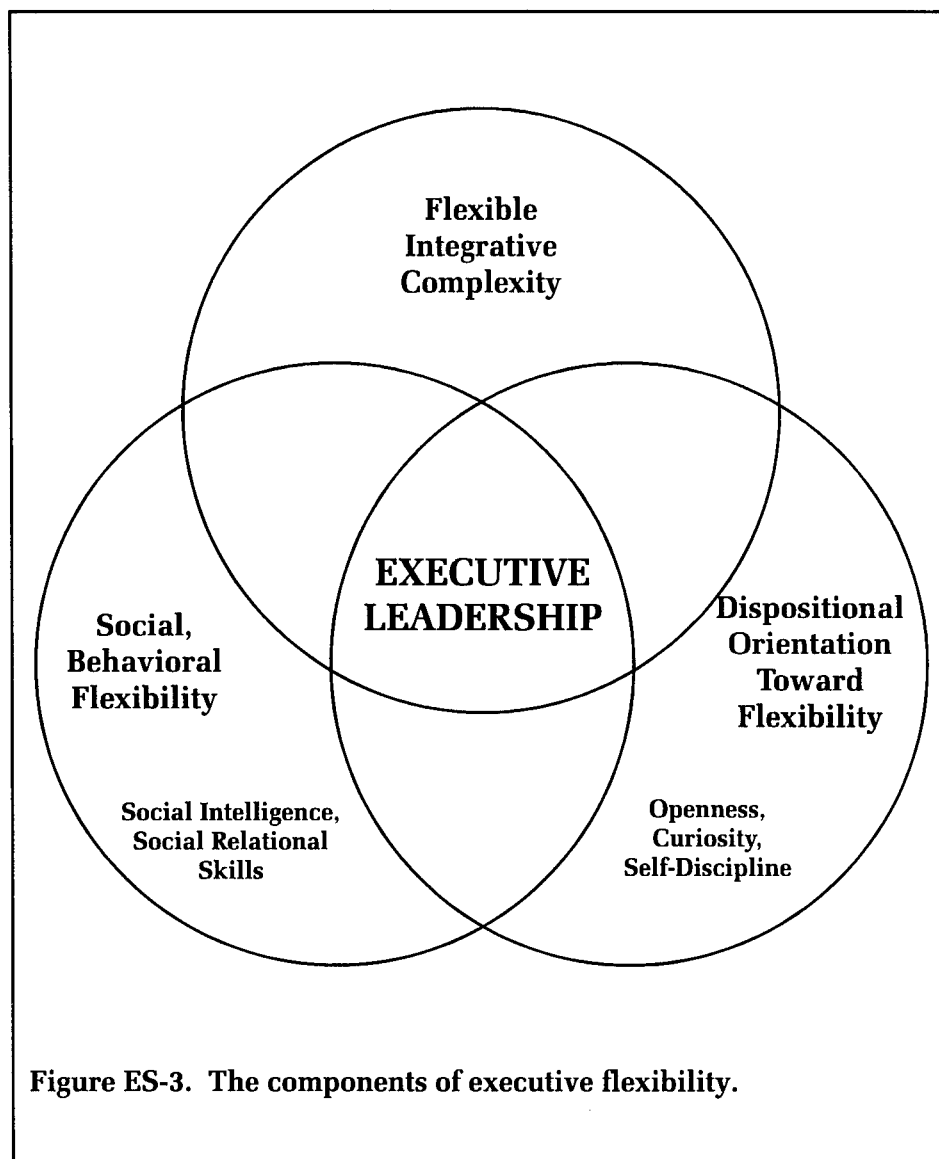 Flexible
Integrative
Complexity
EXECUTIVE
LEADERSHIP
Social,
Behavioral
Flexibility
Dispositional
Orientation
Toward
Flexibility
Social Intelligence,
Social Relational
Skills
Openness,
Curiosity,
Self-Discipline
Figure ES-3. The components of executive flexibility.